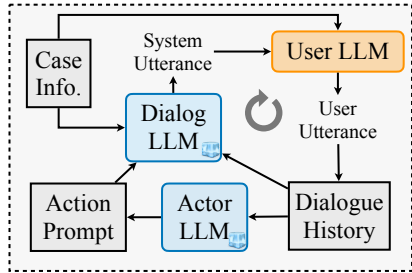 Case
Info.
System
Utterance
User LLM
Dialog
LLM
User
Utterance
Action
Prompt
Actor
LLM
Dialogue
History